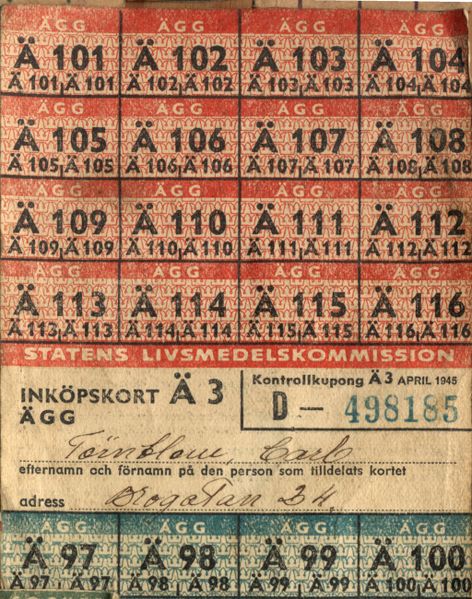 ÄGG ÄGG ÄGG ÄGG
Ä 101 Ä 102 Ä 103 Ä 104
Ä 101 Ä 101 Ä 102 Ä 102 Ä 103 Ä 103 Ä 104 Ä 104
ÄGG ÄGG ÄGG ÄGG
Ä 105 Ä 106 Ä 107 Ä 108
Ä 105 Ä 105 Ä 106 Ä 106 Ä 107 Ä 107 Ä 108 Ä 108
ÄGG ÄGG ÄGG ÄGG
Ä 109 Ä 110 Ä 111 Ä 112
Ä 109 Ä 109 Ä 110 Ä 110 Ä 111 Ä 111 Ä 112 Ä 112
ÄGG ÄGG ÄGG ÄGG
Ä 113 Ä 114 Ä 115 Ä 116
Ä 113 Ä 113 Ä 114 Ä 114 Ä 115 Ä 115 Ä 116 Ä 116
STATENS LIVSMEDELSKOMMISSION
INKÖPSKORT Ä 3
ÄGG
Kontrollkupong Ä 3 APRIL 1945
D — 498185
Törnblom, Carl
efternamn och förnamn på den person som tilldelats kortet
adress Brogatan 34.
ÄGG ÄGG ÄGG ÄGG
Ä 97 Ä 98 Ä 99 Ä 100
Ä 97 Ä 97 Ä 98 Ä 98 Ä 99 Ä 99 Ä 100 Ä 100